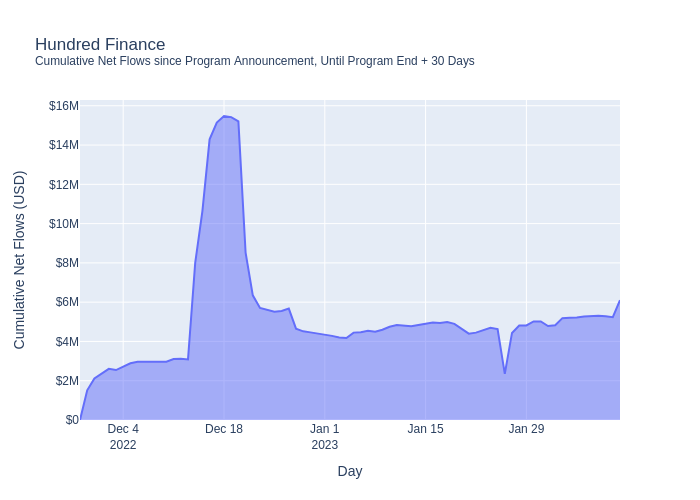 Hundred Finance
Cumulative Net Flows since Program Announcement, Until Program End + 30 Days
Cumulative Net Flows (USD)
$16M
$14M
$12M
$10M
$8M
$6M
$4M
$2M
$0
Dec 4
2022
Dec 18
Jan 1
2023
Jan 15
Jan 29
Day